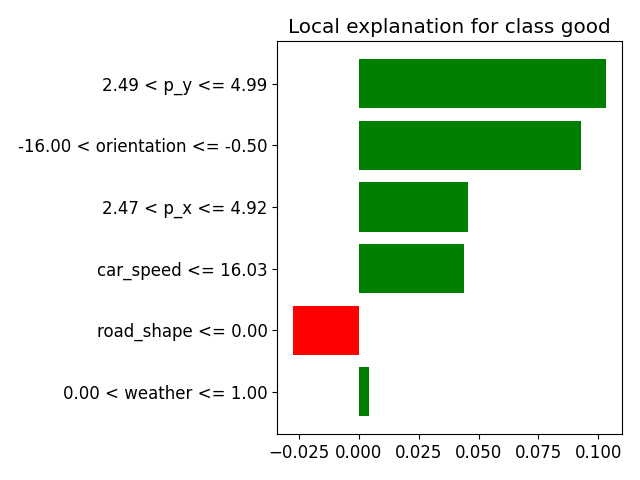 Local explanation for class good
2.49 < p_y <= 4.99
-16.00 < orientation <= -0.50
2.47 < p_x <= 4.92
car_speed <= 16.03
road_shape <= 0.00
0.00 < weather <= 1.00
−0.025 0.000 0.025 0.050 0.075 0.100